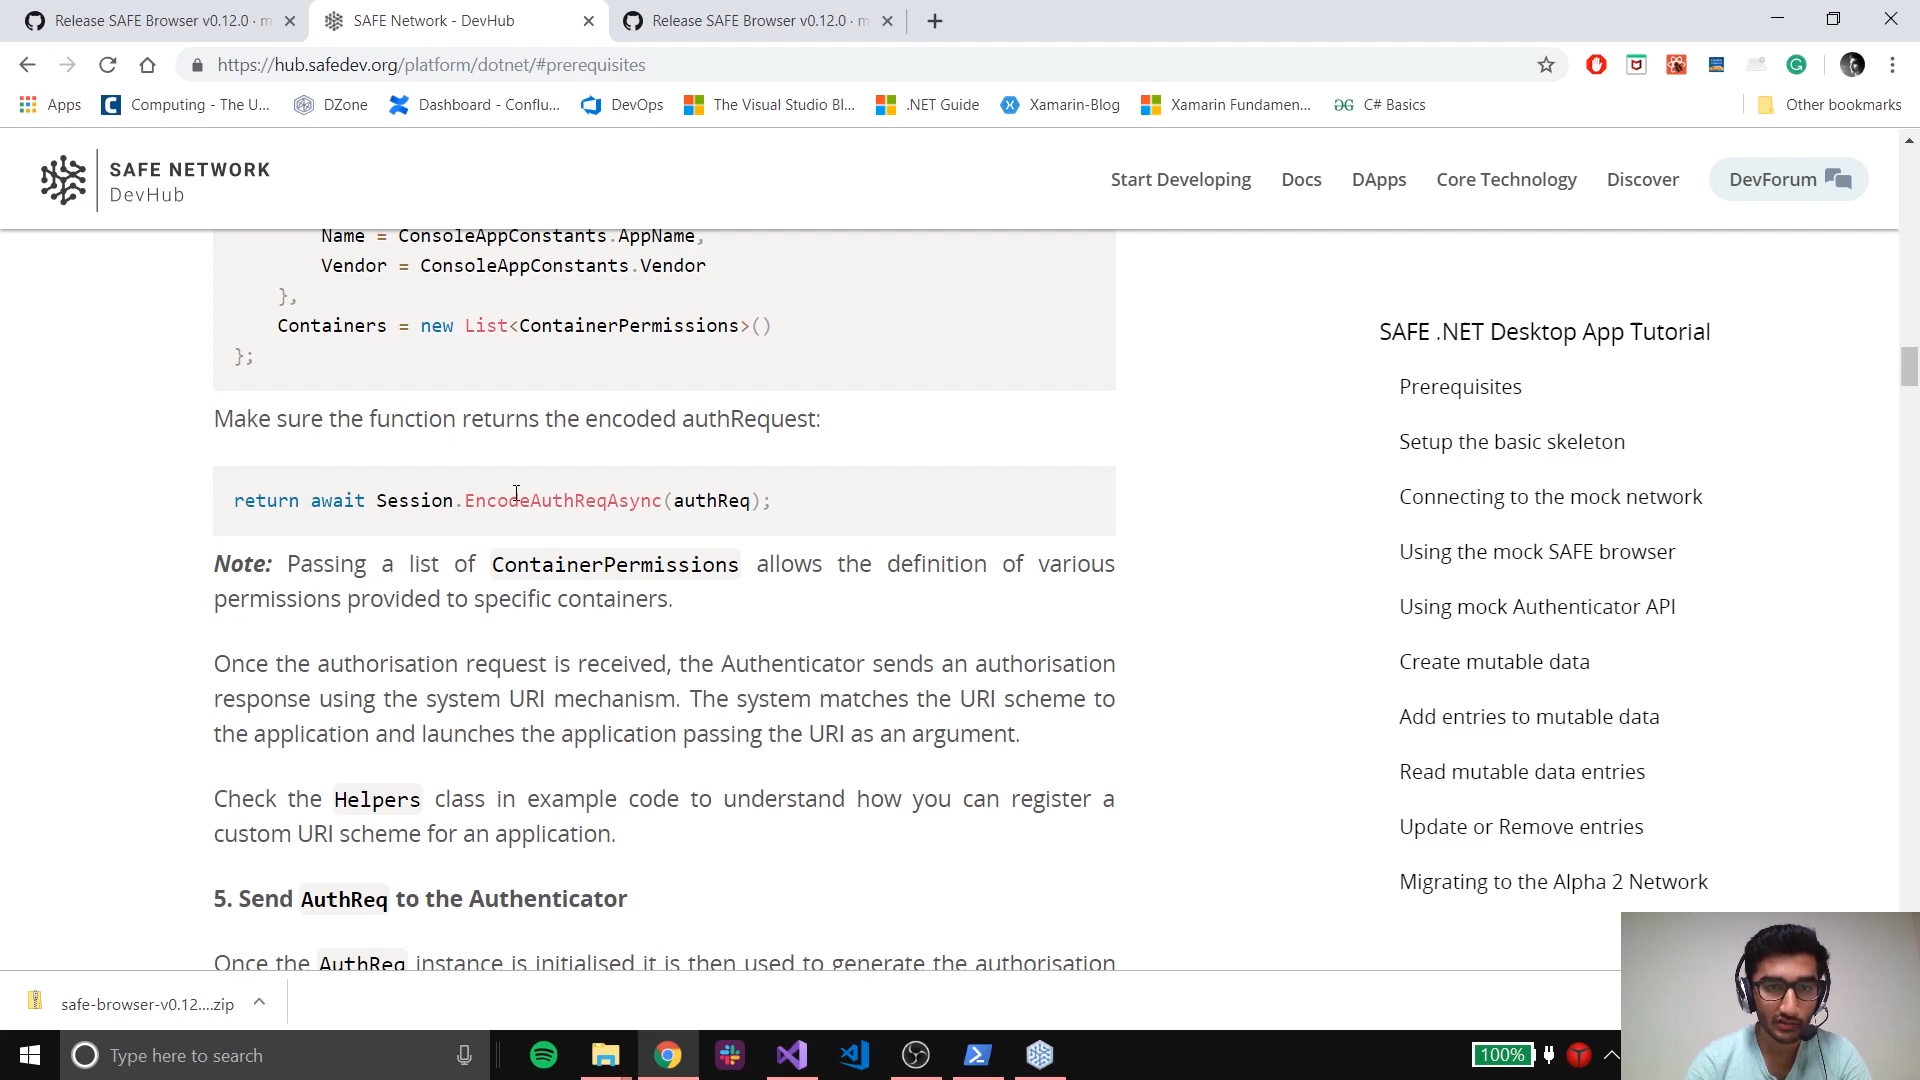 Release SAFE Browser v0.12.0 · m
SAFE Network - DevHub
Release SAFE Browser v0.12.0 · m
https://hub.safedev.org/platform/dotnet/#prerequisites
Apps
Computing - The U...
DZone
Dashboard - Conflu...
DevOps
The Visual Studio Bl...
.NET Guide
Xamarin-Blog
Xamarin Fundamen...
C# Basics
Other bookmarks
SAFE NETWORK
DevHub
Start Developing
Docs
DApps
Core Technology
Discover
DevForum
Name = ConsoleAppConstants.AppName,
Vendor = ConsoleAppConstants.Vendor
},
Containers = new List<ContainerPermissions>()
};
Make sure the function returns the encoded authRequest:
return await Session.EncodeAuthReqAsync(authReq);
Note: Passing a list of ContainerPermissions allows the definition of various
permissions provided to specific containers.
Once the authorisation request is received, the Authenticator sends an authorisation
response using the system URI mechanism. The system matches the URI scheme to
the application and launches the application passing the URI as an argument.
Check the Helpers class in example code to understand how you can register a
custom URI scheme for an application.
5. Send AuthReq to the Authenticator
Once the AuthReq instance is initialised it is then used to generate the authorisation
SAFE .NET Desktop App Tutorial
Prerequisites
Setup the basic skeleton
Connecting to the mock network
Using the mock SAFE browser
Using mock Authenticator API
Create mutable data
Add entries to mutable data
Read mutable data entries
Update or Remove entries
Migrating to the Alpha 2 Network
safe-browser-v0.12....zip
Type here to search
100%